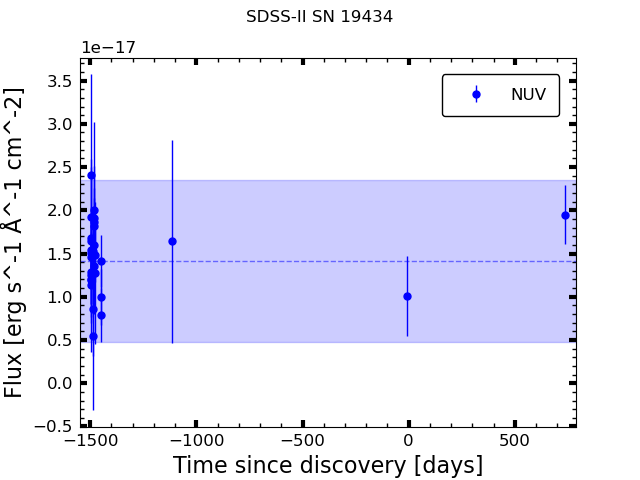 SDSS-II SN 19434
1e−17
NUV
3.5
3.0
2.5
2.0
1.5
1.0
0.5
0.0
−0.5
−1500 −1000 −500 0 500
Flux [erg s^-1 Å^-1 cm^-2]
Time since discovery [days]